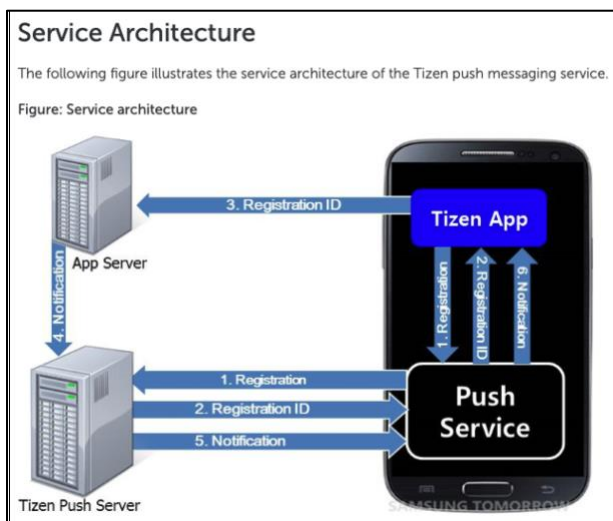 Service Architecture
The following figure illustrates the service architecture of the Tizen push messaging service.
Figure: Service architecture
3. Registration ID
Tizen App
App Server
4. Notification
1. Registration
2. Registration ID
6. Notification
1. Registration
2. Registration ID
5. Notification
Push
Service
Tizen Push Server
SAMSUNG TOMORROW